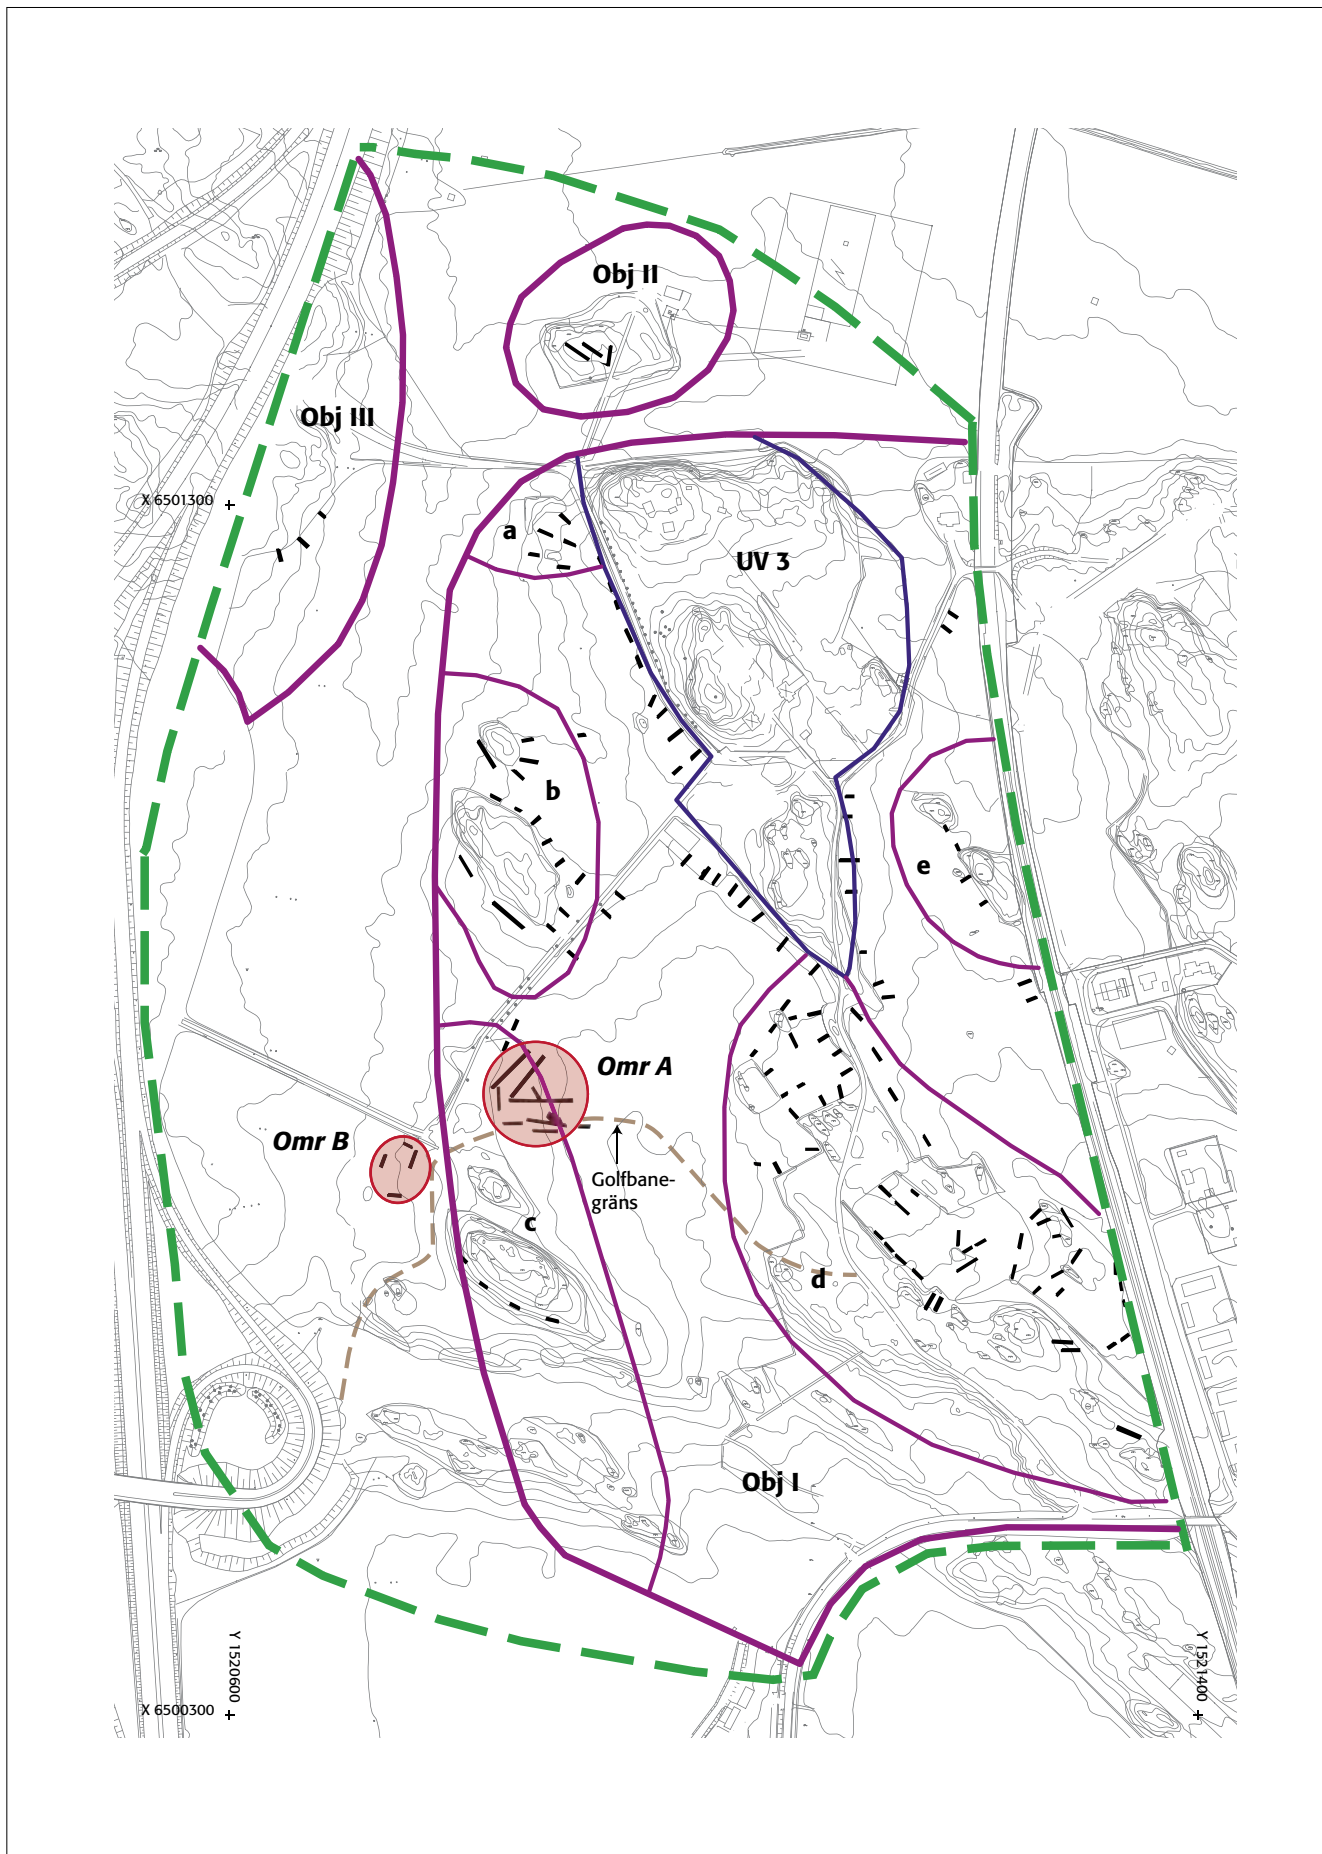 Obj II
Obj III
X 6501300
a
UV 3
b
e
Omr A
Omr B
Golfbane-
gräns
c
d
Obj I
Y 1520600
Y 1521400
X 6500300